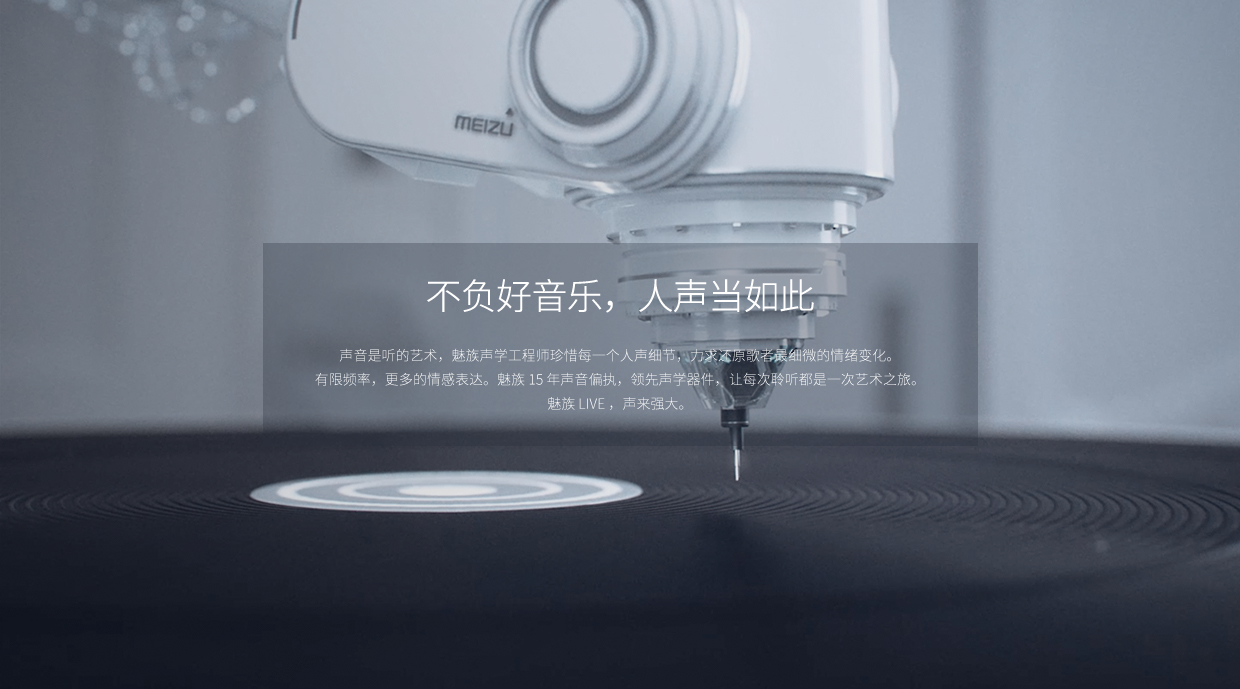 MEIZU
不负好音乐，人声当如此
声音是听的艺术，魅族声学工程师珍惜每一个人声细节，力求还原歌者最细微的情绪变化。
有限频率，更多的情感表达。魅族 15 年声音偏执，领先声学器件，让每次聆听都是一次艺术之旅。
魅族 LIVE ，声来强大。